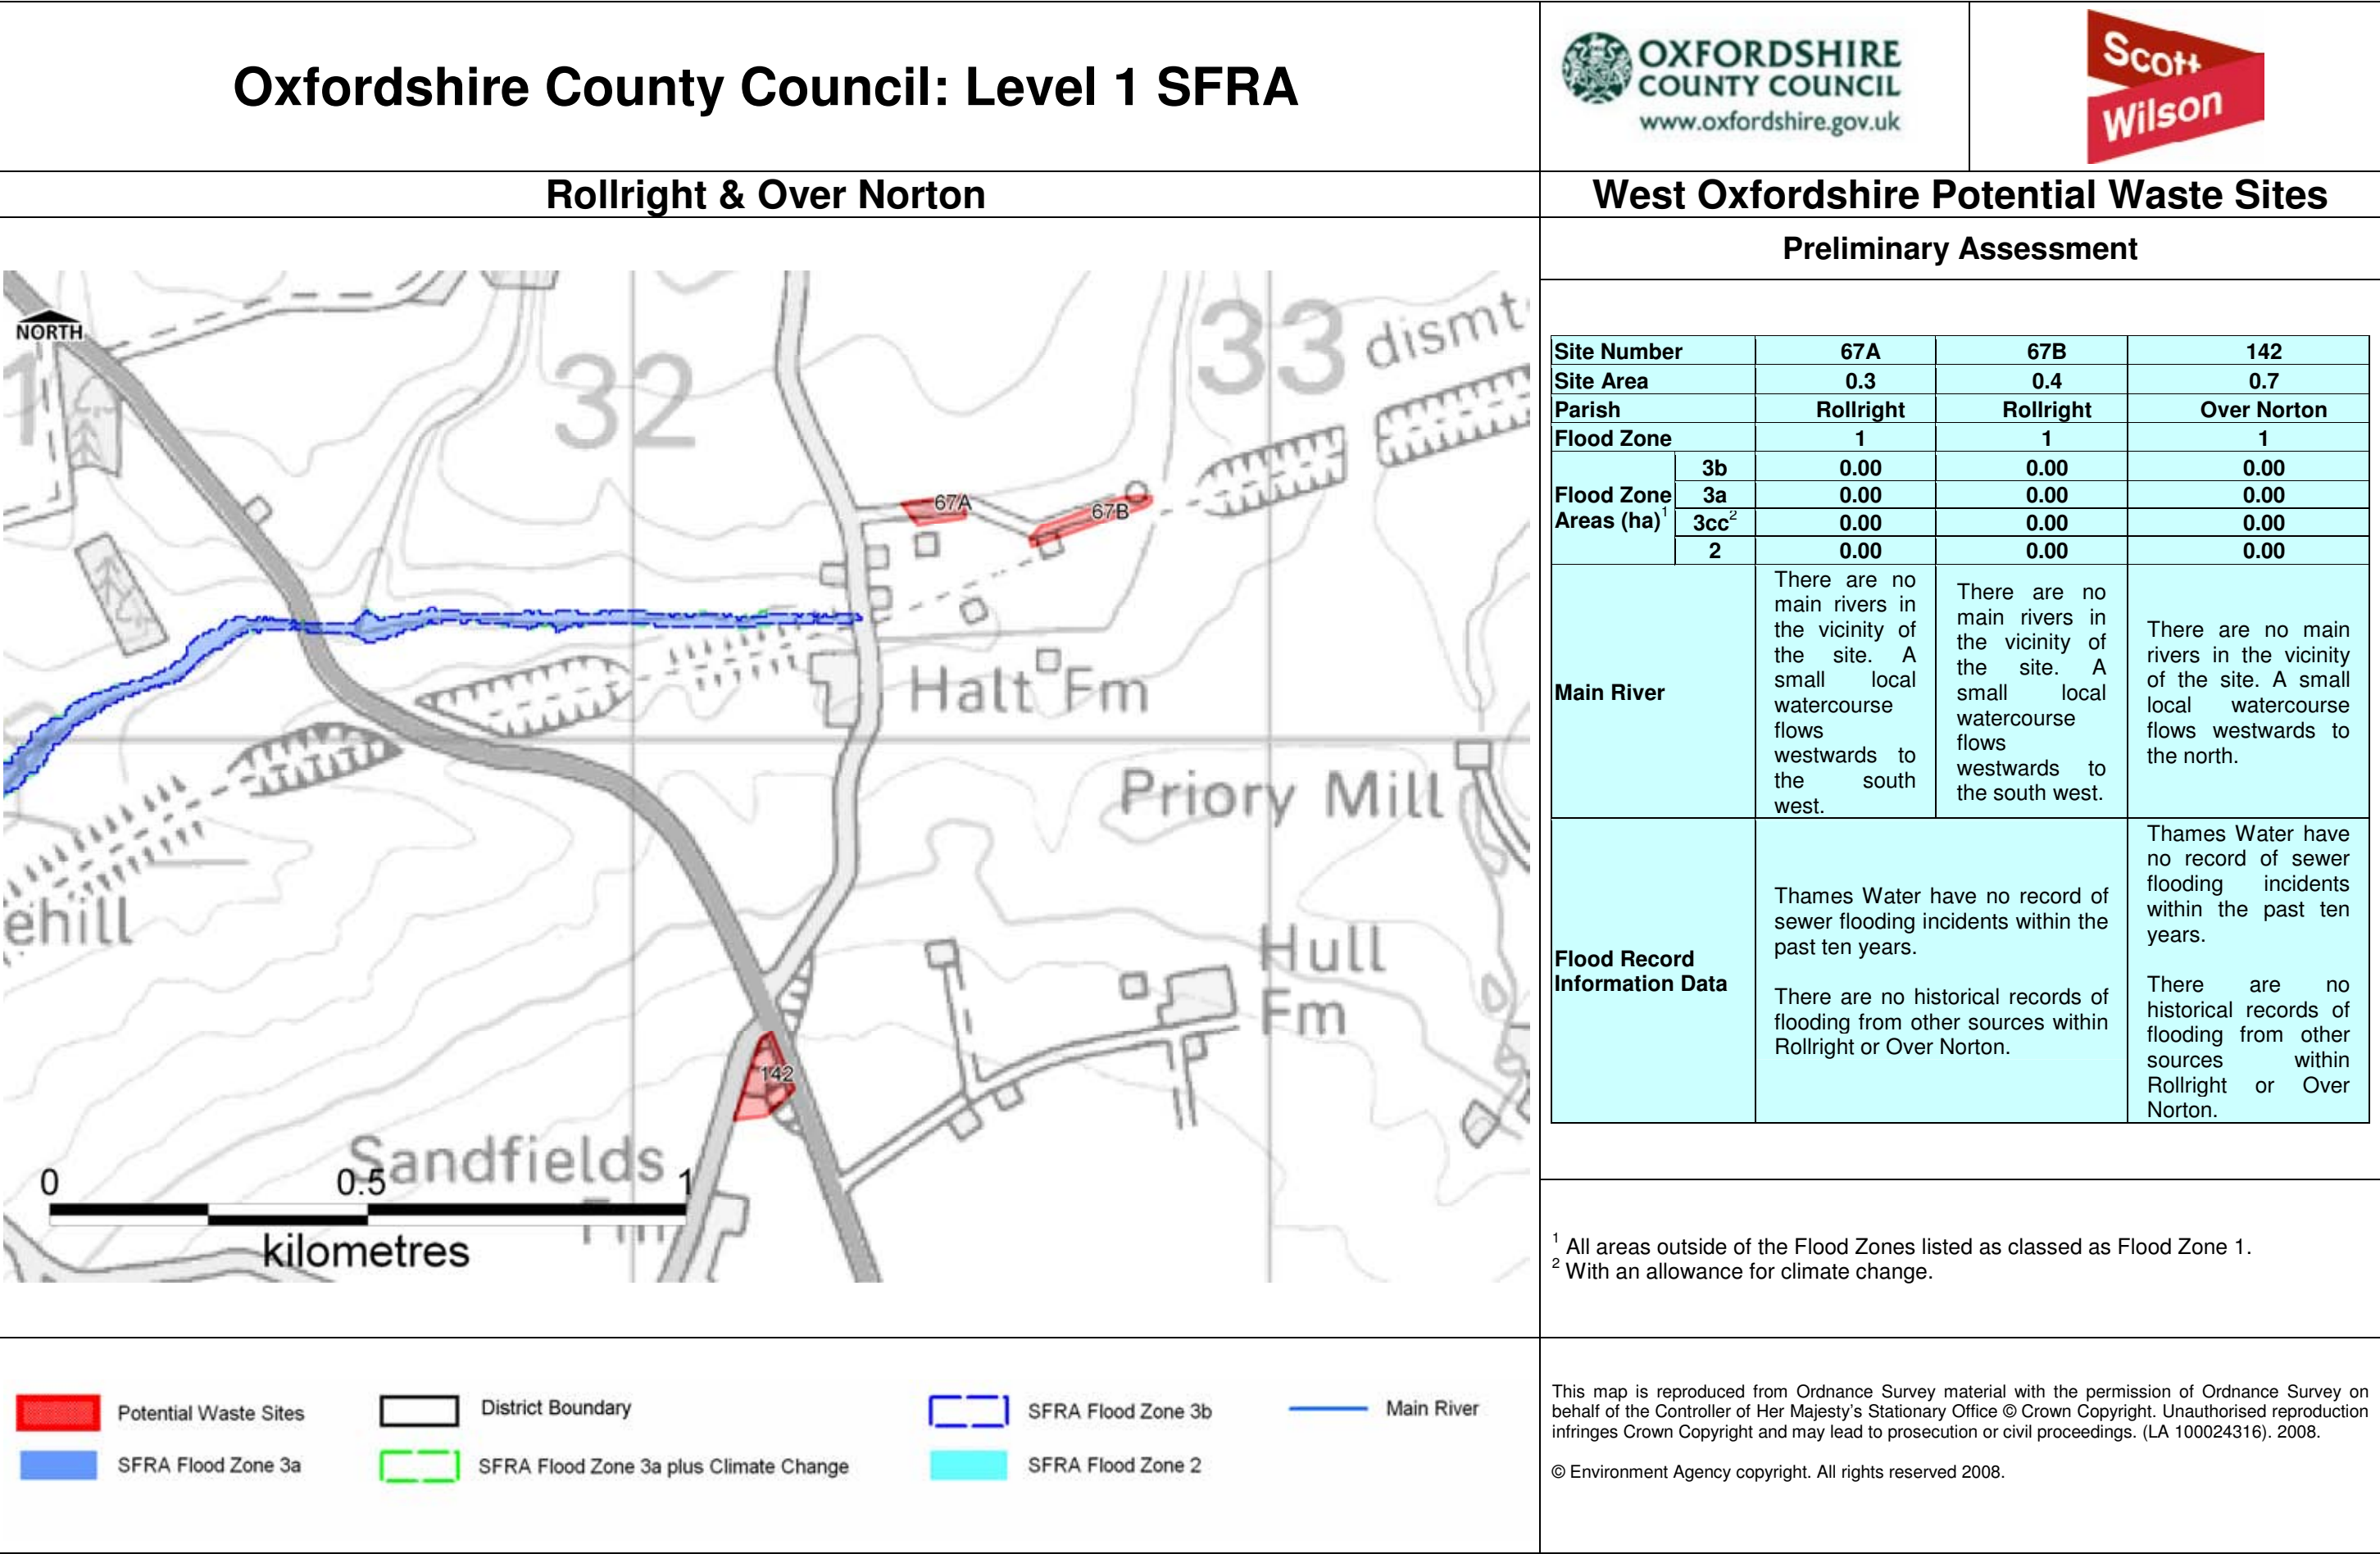 Oxfordshire County Council: Level 1 SFRA
OXFORDSHIRE
COUNTY COUNCIL
www.oxfordshire.gov.uk
Scott
Wilson
Rollright & Over Norton
West Oxfordshire Potential Waste Sites
Preliminary Assessment
NORTH
1
32
33
dismt
67A
67B
Halt Fm
Priory Mill
ehill
Hull
Fm
142
Sandfields
Fm
0 0.5 1
kilometres
Site Number 67A 67B 142
Site Area 0.3 0.4 0.7
Parish Rollright Rollright Over Norton
Flood Zone 1 1 1
Flood Zone
Areas (ha)1
3b 0.00 0.00 0.00
3a 0.00 0.00 0.00
3cc2 0.00 0.00 0.00
2 0.00 0.00 0.00
Main River
There are no
main rivers in
the vicinity of
the site. A
small local
watercourse
flows
westwards to
the south
west.
There are no
main rivers in
the vicinity of
the site. A
small local
watercourse
flows
westwards to
the south west.
There are no main
rivers in the vicinity
of the site. A small
local watercourse
flows westwards to
the north.
Flood Record
Information Data
Thames Water have no record of
sewer flooding incidents within the
past ten years.
There are no historical records of
flooding from other sources within
Rollright or Over Norton.
Thames Water have
no record of sewer
flooding incidents
within the past ten
years.
There are no
historical records of
flooding from other
sources within
Rollright or Over
Norton.
1 All areas outside of the Flood Zones listed as classed as Flood Zone 1.
2 With an allowance for climate change.
Potential Waste Sites
District Boundary
SFRA Flood Zone 3b
Main River
SFRA Flood Zone 3a
SFRA Flood Zone 3a plus Climate Change
SFRA Flood Zone 2
This map is reproduced from Ordnance Survey material with the permission of Ordnance Survey on
behalf of the Controller of Her Majesty's Stationary Office © Crown Copyright. Unauthorised reproduction
infringes Crown Copyright and may lead to prosecution or civil proceedings. (LA 100024316). 2008.
© Environment Agency copyright. All rights reserved 2008.